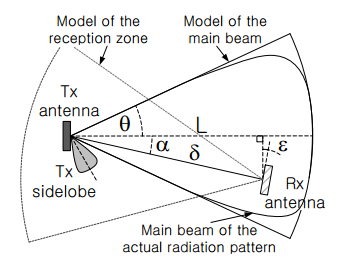 Model of the
reception zone
Model of the
main beam
Tx
antenna
θ
L
α
δ
ε
Tx
sidelobe
Rx
antenna
Main beam of the
actual radiation pattern